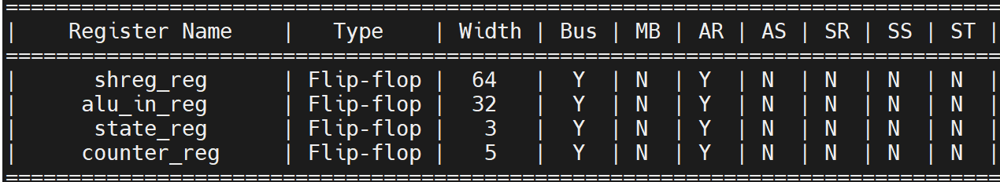 ===============================================================================
|    Register Name    |   Type    | Width | Bus | MB | AR | AS | SR | SS | ST |
===============================================================================
|      shreg_reg      | Flip-flop |  64   |  Y  | N  | Y  | N  | N  | N  | N  |
|     alu_in_reg      | Flip-flop |  32   |  Y  | N  | Y  | N  | N  | N  | N  |
|      state_reg      | Flip-flop |   3   |  Y  | N  | Y  | N  | N  | N  | N  |
|     counter_reg     | Flip-flop |   5   |  Y  | N  | Y  | N  | N  | N  | N  |
===============================================================================